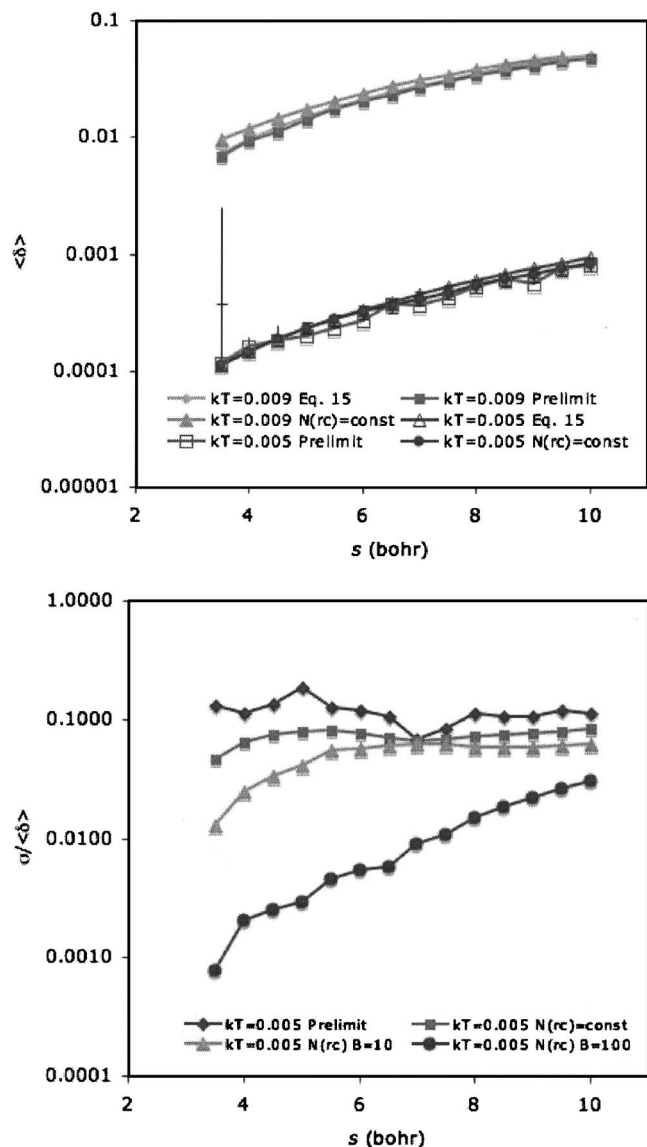 0.1
0.01
0.001
0.0001
0.00001
<δ>
kT=0.009 Eq. 15
kT=0.009 Prelimit
kT=0.009 N(rc)=const
kT=0.005 Eq. 15
kT=0.005 Prelimit
kT=0.005 N(rc)=const
2 4 6 8 10
s (bohr)
1.0000
0.1000
0.0100
0.0010
0.0001
σ/<δ>
kT=0.005 Prelimit
kT=0.005 N(rc)=const
kT=0.005 N(rc) B=10
kT=0.005 N(rc) B=100
2 4 6 8 10
s (bohr)